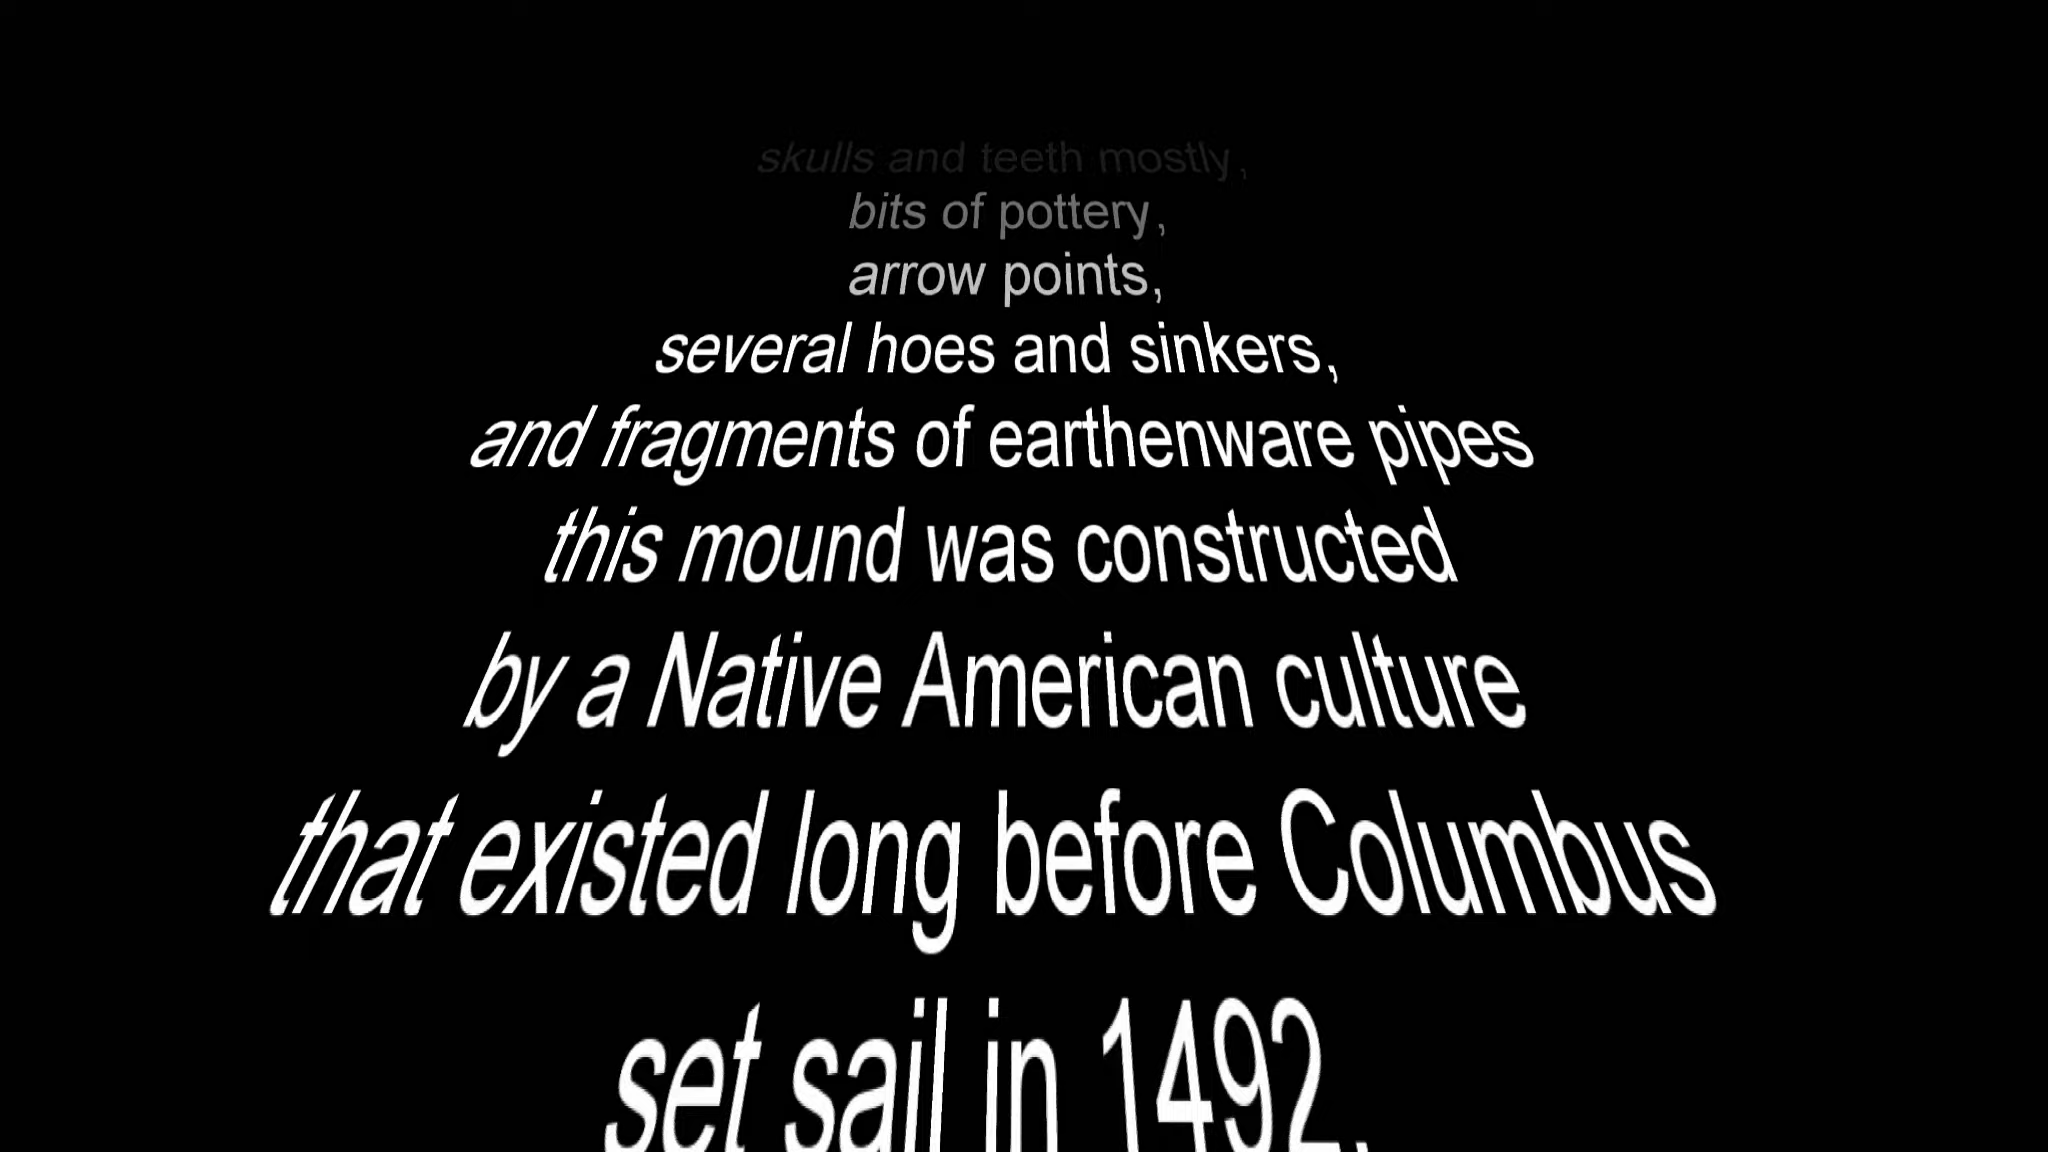 skulls and teeth mostly,
bits of pottery,
arrow points,
several hoes and sinkers,
and fragments of earthenware pipes
this mound was constructed
by a Native American culture
that existed long before Columbus
set sail in 1492,